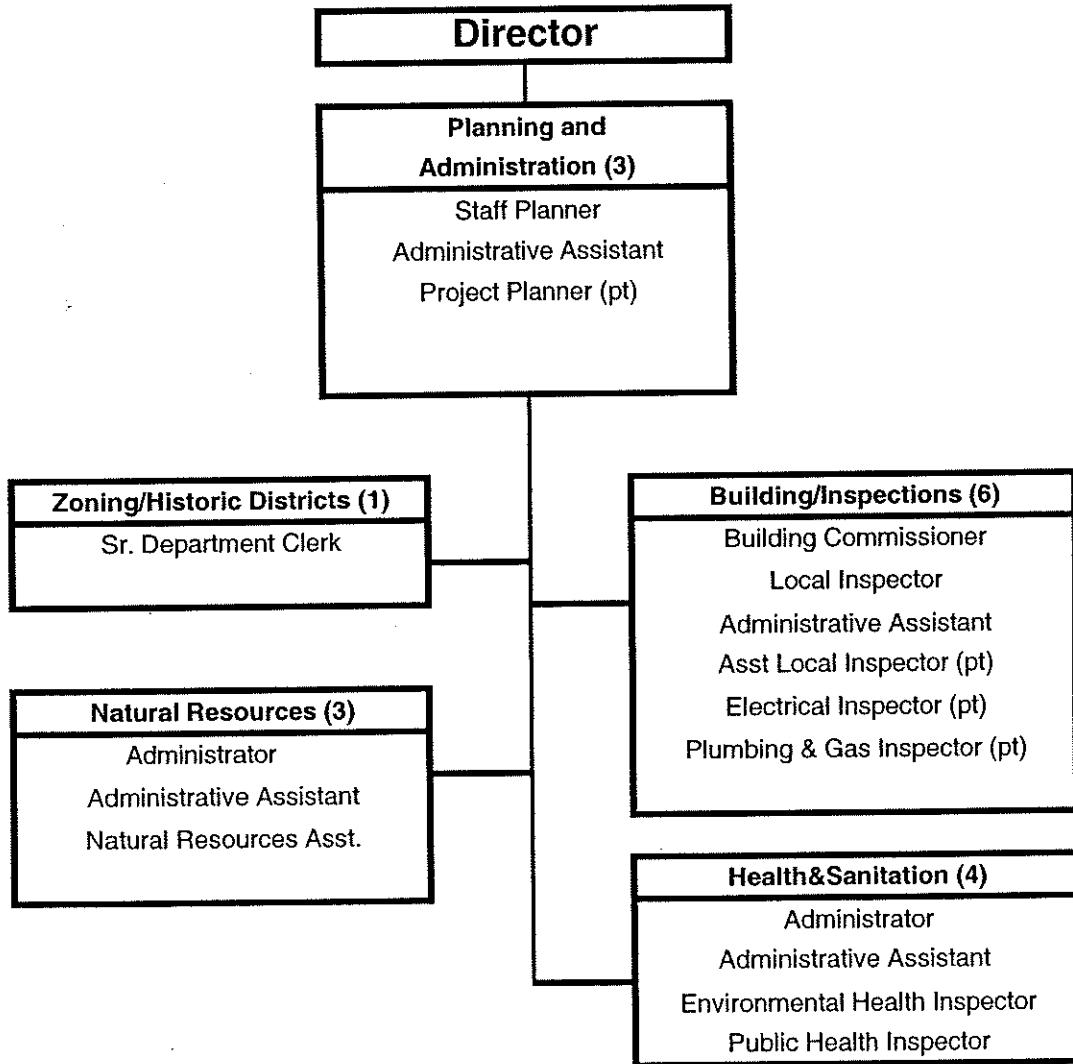 Director
Planning and
Administration (3)
Staff Planner
Administrative Assistant
Project Planner (pt)
Zoning/Historic Districts (1)
Sr. Department Clerk
Natural Resources (3)
Administrator
Administrative Assistant
Natural Resources Asst.
Building/Inspections (6)
Building Commissioner
Local Inspector
Administrative Assistant
Asst Local Inspector (pt)
Electrical Inspector (pt)
Plumbing & Gas Inspector (pt)
Health&Sanitation (4)
Administrator
Administrative Assistant
Environmental Health Inspector
Public Health Inspector